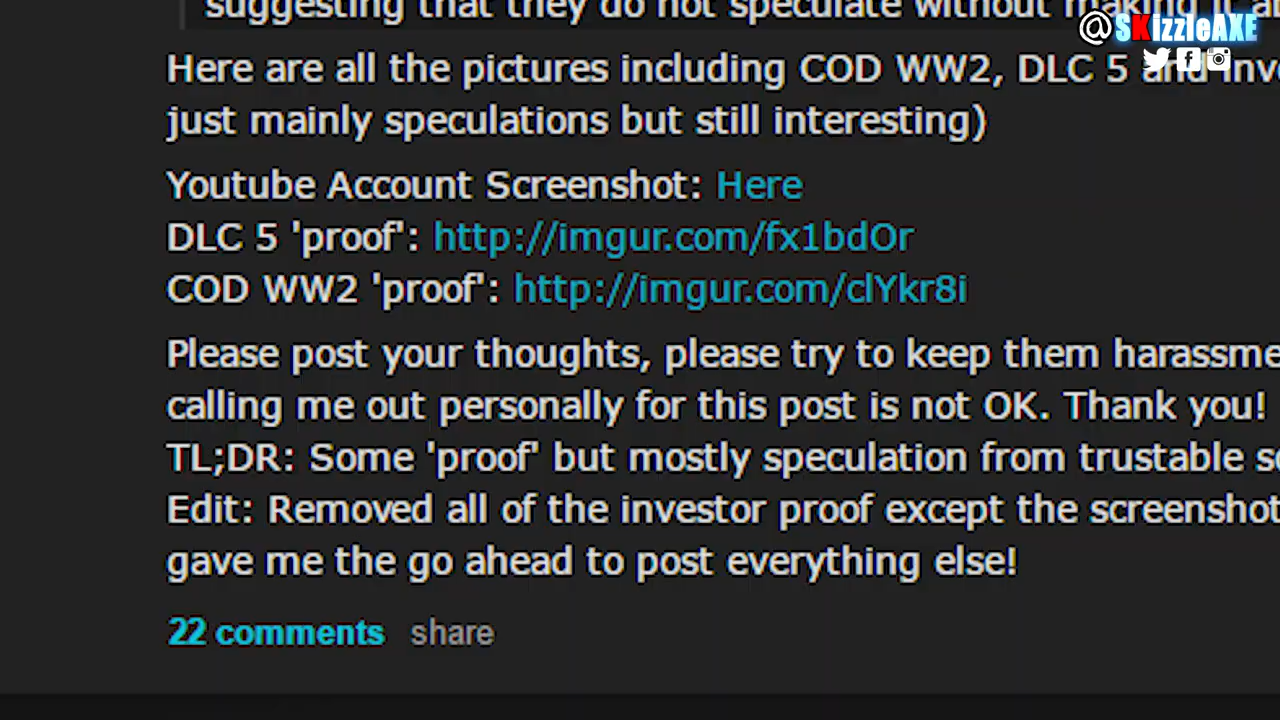 suggesting that they do not speculate without making it
@SKizzleAXE
Here are all the pictures including COD WW2, DLC 5 and
just mainly speculations but still interesting)
Youtube Account Screenshot: Here
DLC 5 'proof': http://imgur.com/fx1bdOr
COD WW2 'proof': http://imgur.com/clYkr8i
Please post your thoughts, please try to keep them
calling me out personally for this post is not OK. Thank you!
TL;DR: Some 'proof' but mostly speculation from trustable
Edit: Removed all of the investor proof except the screenshot
gave me the go ahead to post everything else!
22 comments share